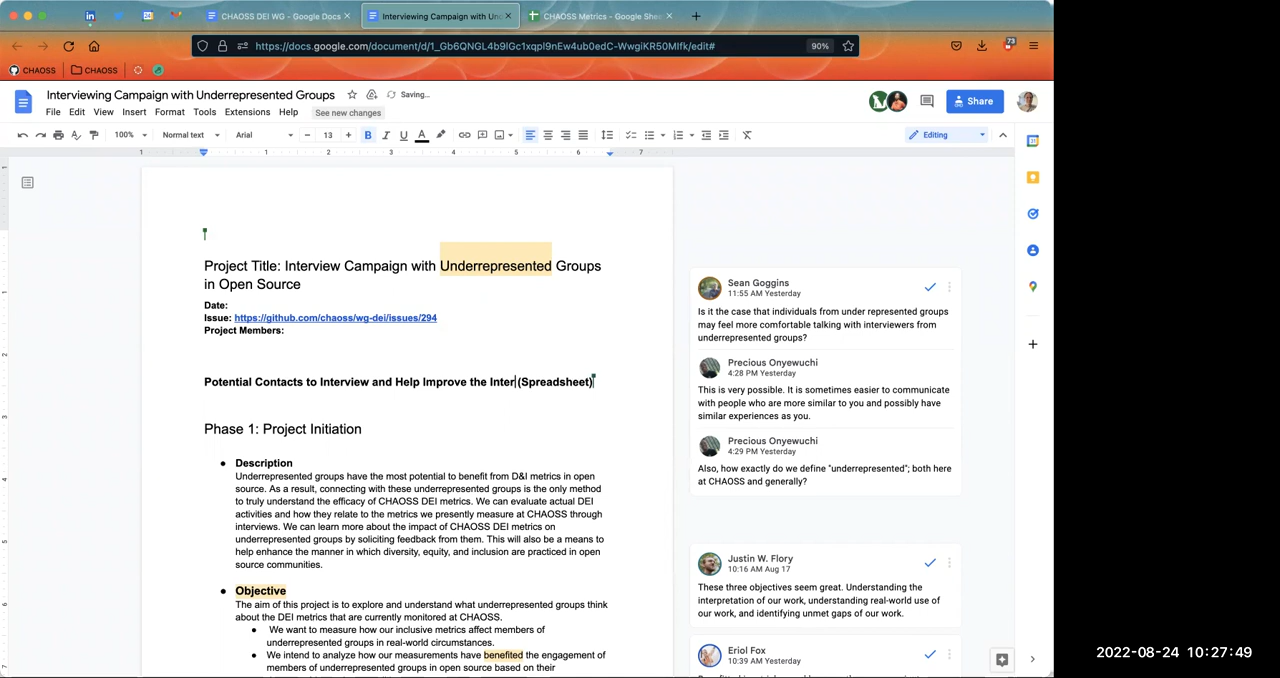 CHAOSS DEI WG - Google Docs
Interviewing Campaign with Und
CHAOSS Metrics - Google She
https://docs.google.com/document/d/1_Gb6QNGL4b9lGc1xqpl9nEw4ub0edC-WwgiKR50MIfk/edit#
90%
73
CHAOSS
CHAOSS
Interviewing Campaign with Underrepresented Groups
Saving...
File Edit View Insert Format Tools Extensions Help
See new changes
Share
100%
Normal text
Arial
13
Editing
1 1 2 3 4 5 6 7
Project Title: Interview Campaign with Underrepresented Groups
in Open Source
Date:
Issue: https://github.com/chaoss/wg-dei/issues/294
Project Members:
Potential Contacts to Interview and Help Improve the Inter (Spreadsheet)
Phase 1: Project Initiation
● Description
Underrepresented groups have the most potential to benefit from D&I metrics in open
source. As a result, connecting with these underrepresented groups is the only method
to truly understand the efficacy of CHAOSS DEI metrics. We can evaluate actual DEI
activities and how they relate to the metrics we presently measure at CHAOSS through
interviews. We can learn more about the impact of CHAOSS DEI metrics on
underrepresented groups by soliciting feedback from them. This will also be a means to
help enhance the manner in which diversity, equity, and inclusion are practiced in open
source communities.
● Objective
The aim of this project is to explore and understand what underrepresented groups think
about the DEI metrics that are currently monitored at CHAOSS.
● We want to measure how our inclusive metrics affect members of
underrepresented groups in real-world circumstances.
● We intend to analyze how our measurements have benefited the engagement of
members of underrepresented groups in open source based on their
Sean Goggins
11:55 AM Yesterday
Is it the case that individuals from under represented groups
may feel more comfortable talking with interviewers from
underrepresented groups?
Precious Onyewuchi
4:28 PM Yesterday
This is very possible. It is sometimes easier to communicate
with people who are more similar to you and possibly have
similar experiences as you.
Precious Onyewuchi
4:29 PM Yesterday
Also, how exactly do we define "underrepresented"; both here
at CHAOSS and generally?
Justin W. Flory
10:16 AM Aug 17
These three objectives seem great. Understanding the
interpretation of our work, understanding real-world use of
our work, and identifying unmet gaps of our work.
Eriol Fox
10:39 AM Yesterday
2022-08-24 10:27:49